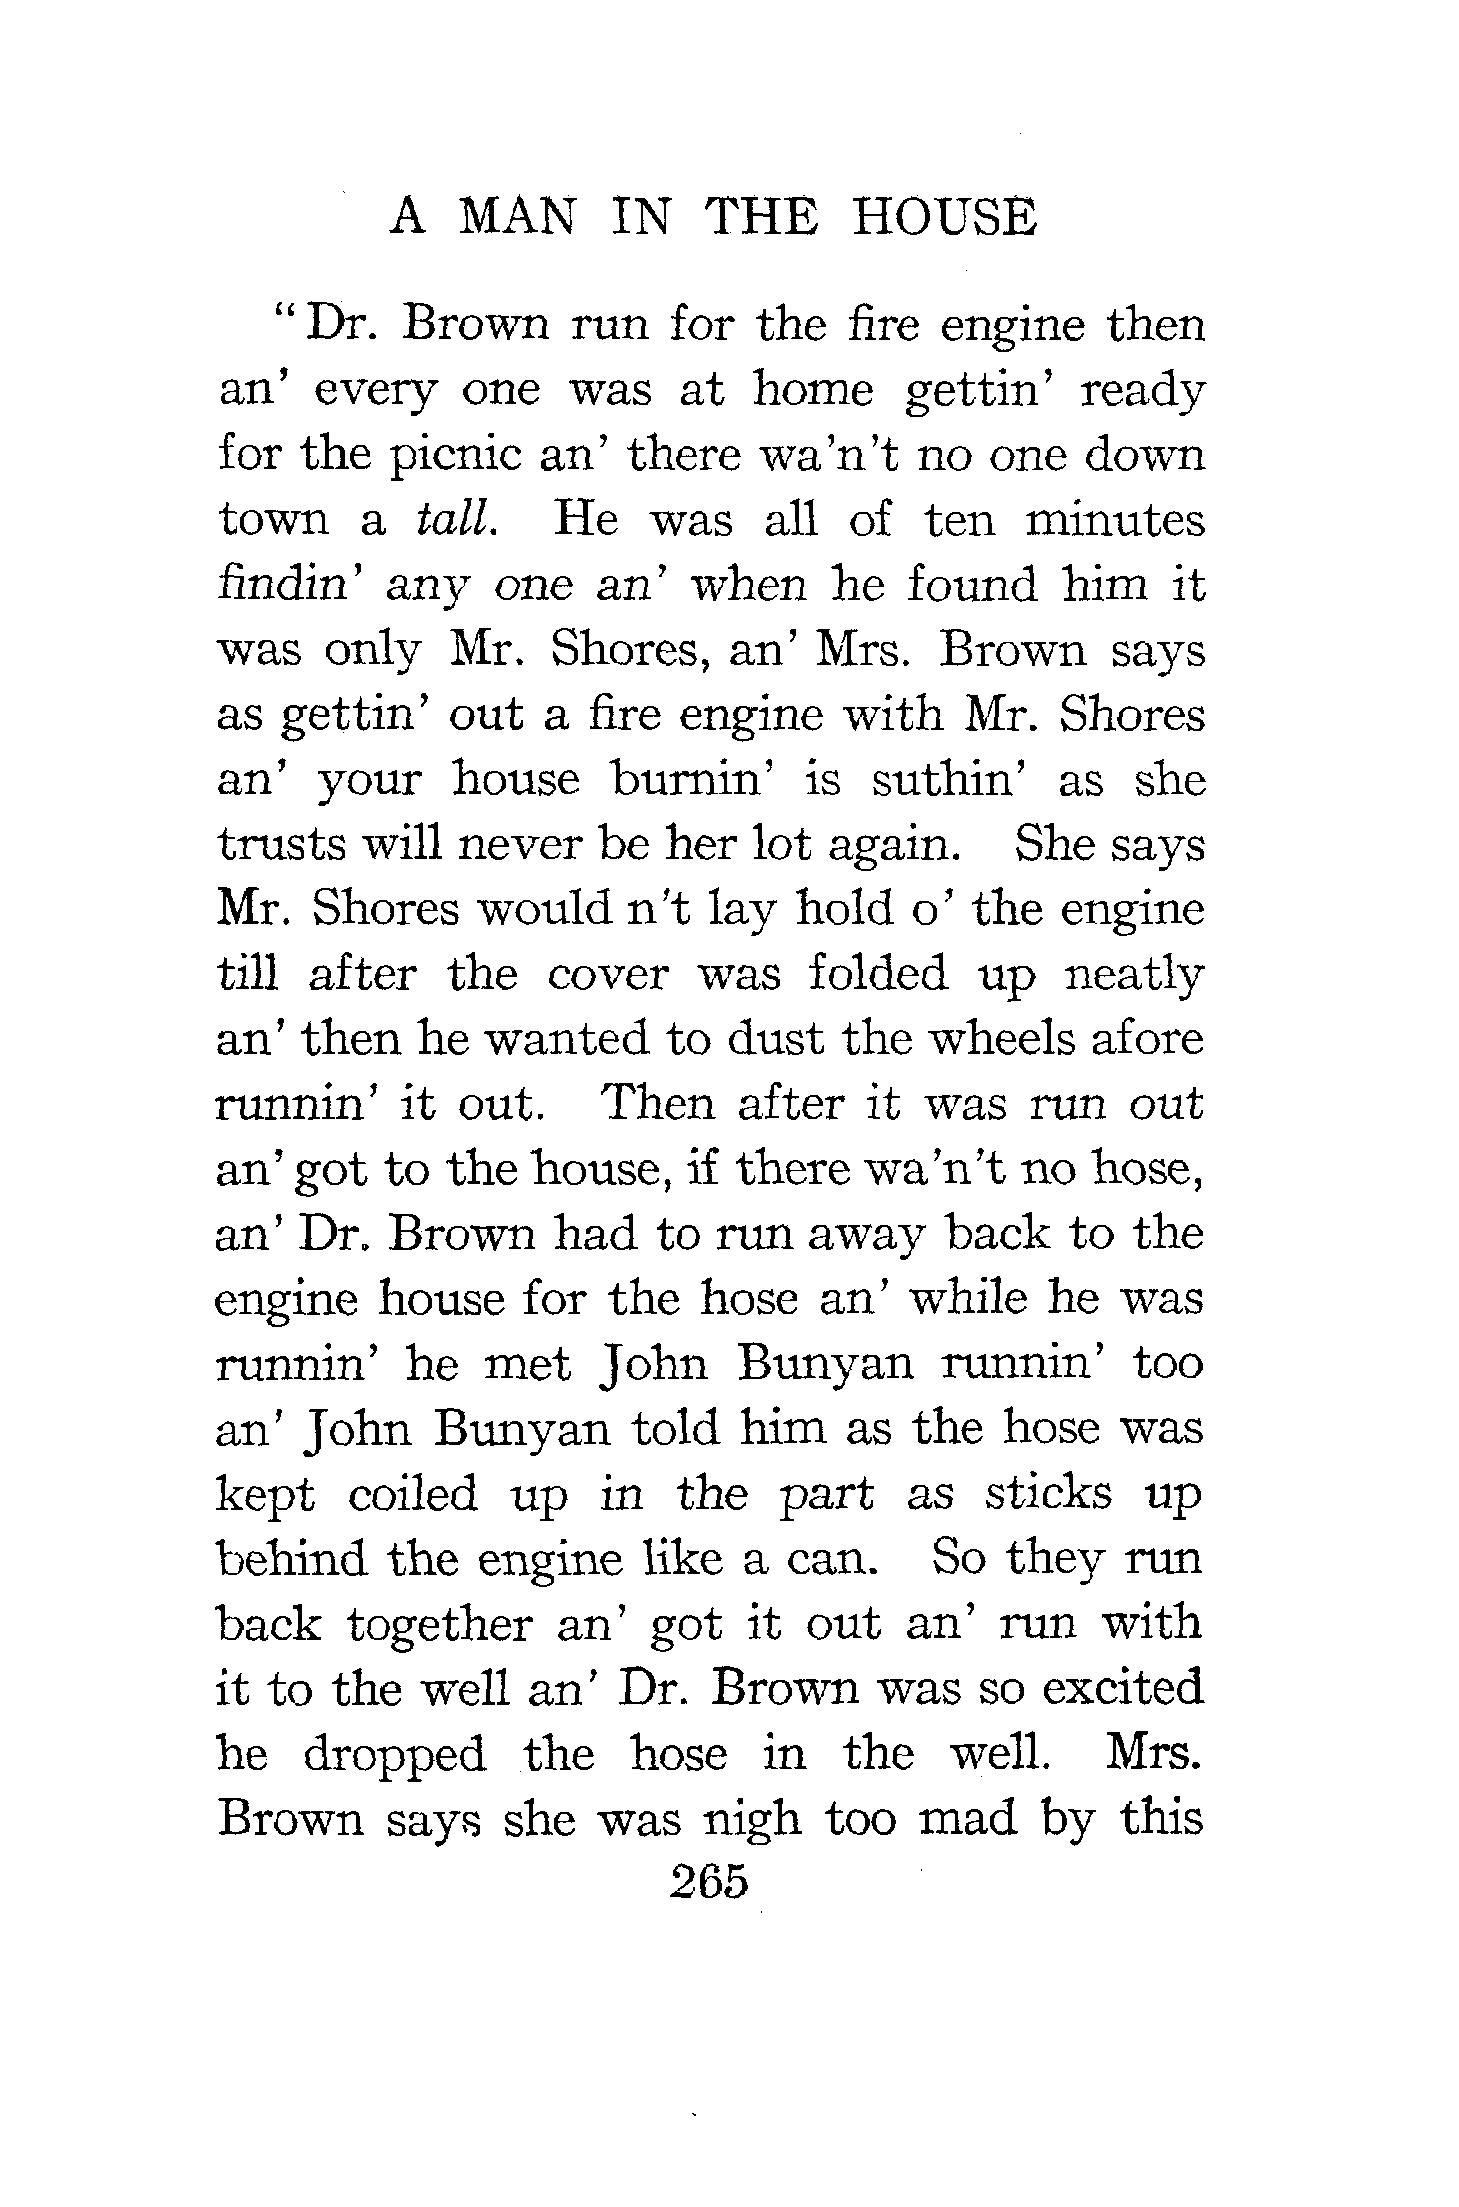 A MAN IN THE HOUSE
“Dr. Brown run for the fire engine then
an’ every one was at home gettin’ ready
for the picnic an’ there wa’n’t no one down
town a tall. He was all of ten minutes
findin’ any one an’ when he found him it
was only Mr. Shores, an’ Mrs. Brown says
as gettin’ out a fire engine with Mr. Shores
an’ your house burnin’ is suthin’ as she
trusts will never be her lot again. She says
Mr. Shores would n’t lay hold o’ the engine
till after the cover was folded up neatly
an’ then he wanted to dust the wheels afore
runnin’ it out. Then after it was run out
an’ got to the house, if there wa’n’t no hose,
an’ Dr. Brown had to run away back to the
engine house for the hose an’ while he was
runnin’ he met John Bunyan runnin’ too
an’ John Bunyan told him as the hose was
kept coiled up in the part as sticks up
behind the engine like a can. So they run
back together an’ got it out an’ run with
it to the well an’ Dr. Brown was so excited
he dropped the hose in the well. Mrs.
Brown says she was nigh too mad by this
265